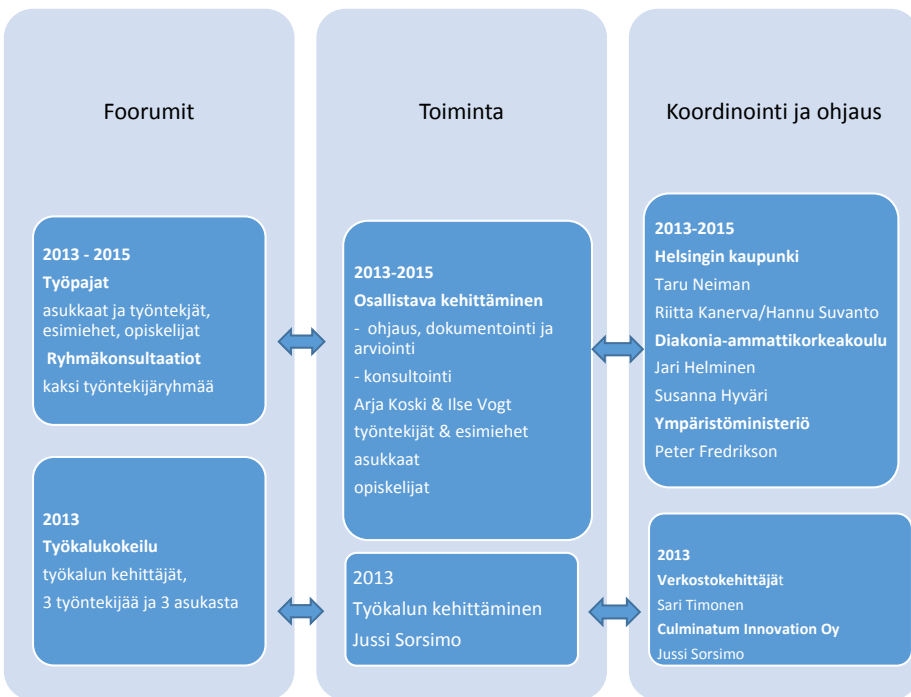 Foorumit
2013 - 2015
Työpajat
asukkaat ja työntekjät,
esimiehet, opiskelijat
Ryhmäkonsultaatiot
kaksi työntekijäryhmää
2013
Työkalukokeilu
työkalun kehittäjät,
3 työntekijää ja 3 asukasta
Toiminta
2013-2015
Osallistava kehittäminen
- ohjaus, dokumentointi ja
arviointi
- konsultointi
Arja Koski & Ilse Vogt
työntekijät & esimiehet
asukkaat
opiskelijat
2013
Työkalun kehittäminen
Jussi Sorsimo
Koordinointi ja ohjaus
2013-2015
Helsingin kaupunki
Taru Neiman
Riitta Kanerva/Hannu Suvanto
Diakonia-ammattikorkeakoulu
Jari Helminen
Susanna Hyväri
Ympäristöministeriö
Peter Fredrikson
2013
Verkostokehittäjät
Sari Timonen
Culminatum Innovation Oy
Jussi Sorsimo